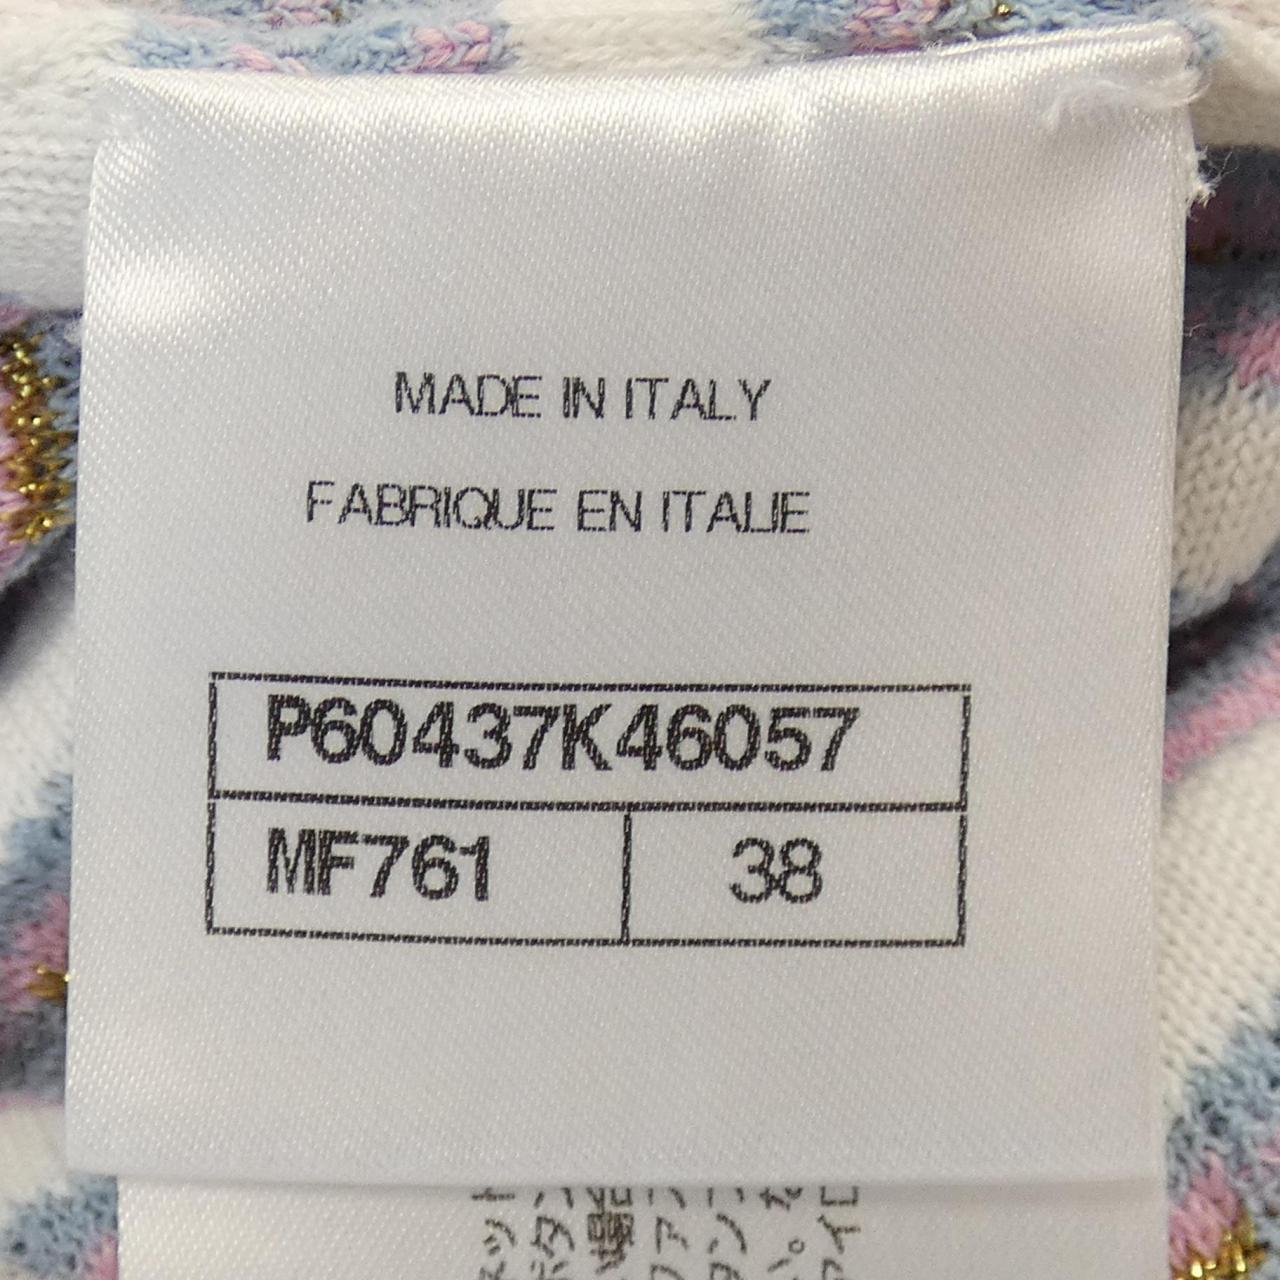 MADE IN ITALY
FABRIQUE EN ITALIE
P60437K46057
MF761 38